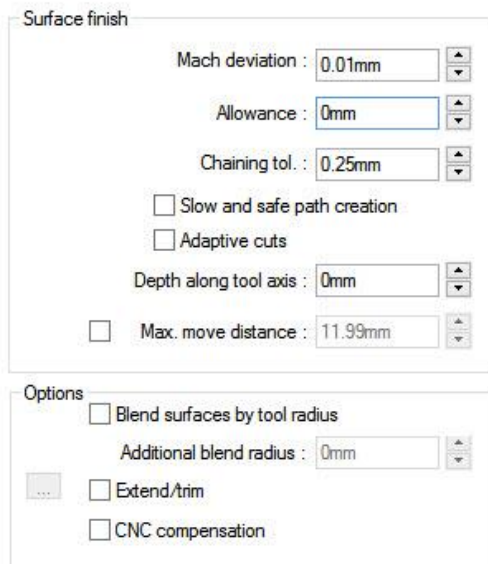 Surface finish
Mach deviation : 0.01mm
Allowance : 0mm
Chaining tol. : 0.25mm
Slow and safe path creation
Adaptive cuts
Depth along tool axis : 0mm
Max. move distance : 11.99mm
Options
Blend surfaces by tool radius
Additional blend radius : 0mm
... Extend/trim
CNC compensation